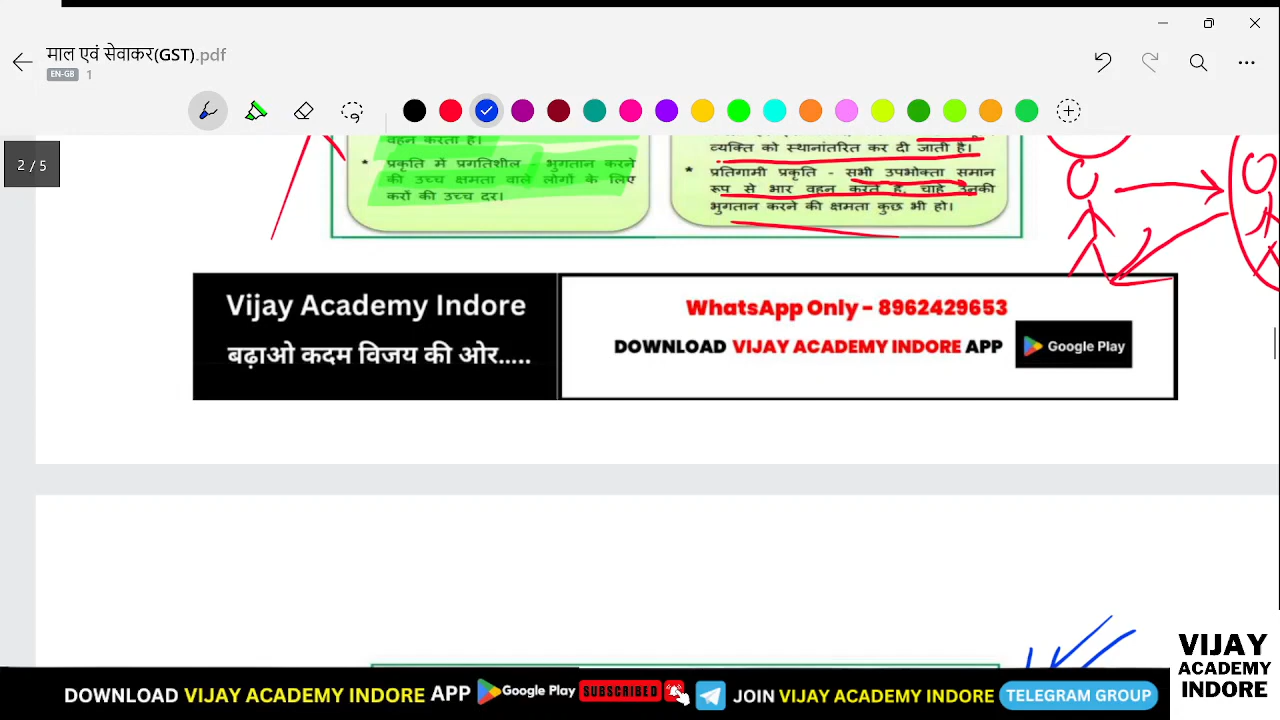 माल एवं सेवाकर(GST).pdf
EN-GB 1
2 / 5
वहन करता है।
* प्रकृति में प्रगतिशील - भुगतान करने
की उच्च क्षमता वाले लोगों के लिए
करों की उच्च दर।
व्यक्ति को स्थानांतरित कर दी जाती है।
* प्रतिगामी प्रकृति - सभी उपभोक्ता समान
रूप से भार वहन करते हैं, चाहे उनकी
भुगतान करने की क्षमता कुछ भी हो।
Vijay Academy Indore
बढ़ाओ कदम विजय की ओर.....
WhatsApp Only - 8962429653
DOWNLOAD VIJAY ACADEMY INDORE APP
Google Play
VIJAY
ACADEMY
INDORE
DOWNLOAD VIJAY ACADEMY INDORE APP Google Play SUBSCRIBED JOIN VIJAY ACADEMY INDORE TELEGRAM GROUP